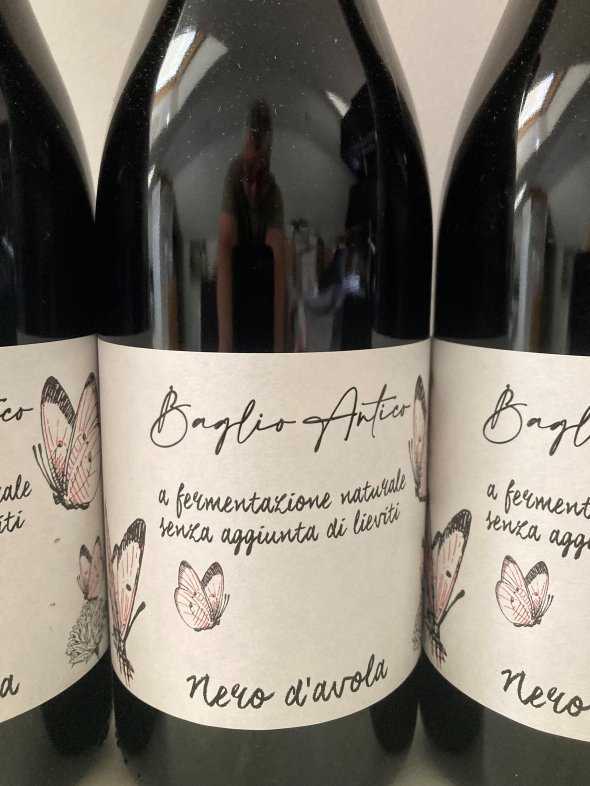 Baglio Antico
a fermentazione naturale
senza aggiunta di lieviti
Nero d'avola